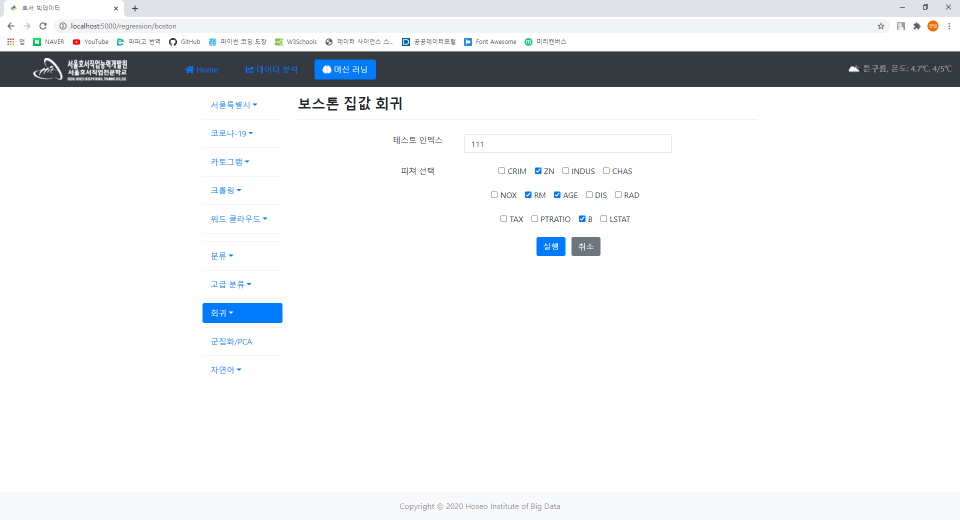 호서 빅데이터
localhost:5000/regression/boston
앱 NAVER YouTube 파파고 번역 GitHub 파이썬 코딩 도장 W3Schools 데이터 사이언스 스... 공공데이터포털 Font Awesome 미리캔버스
서울호서직업능력개발원
서울호서직업전문학교
Home 데이터 분석 머신 러닝 튼구름, 온도: 4.7℃, 4/5℃
서울특별시
코로나-19
카토그램
크롤링
워드 클라우드
분류
고급 분류
회귀
군집화/PCA
자연어
보스톤 집값 회귀
테스트 인덱스 111
피쳐 선택 CRIM ZN INDUS CHAS
NOX RM AGE DIS RAD
TAX PTRATIO B LSTAT
실행 취소
Copyright © 2020 Hoseo Institute of Big Data